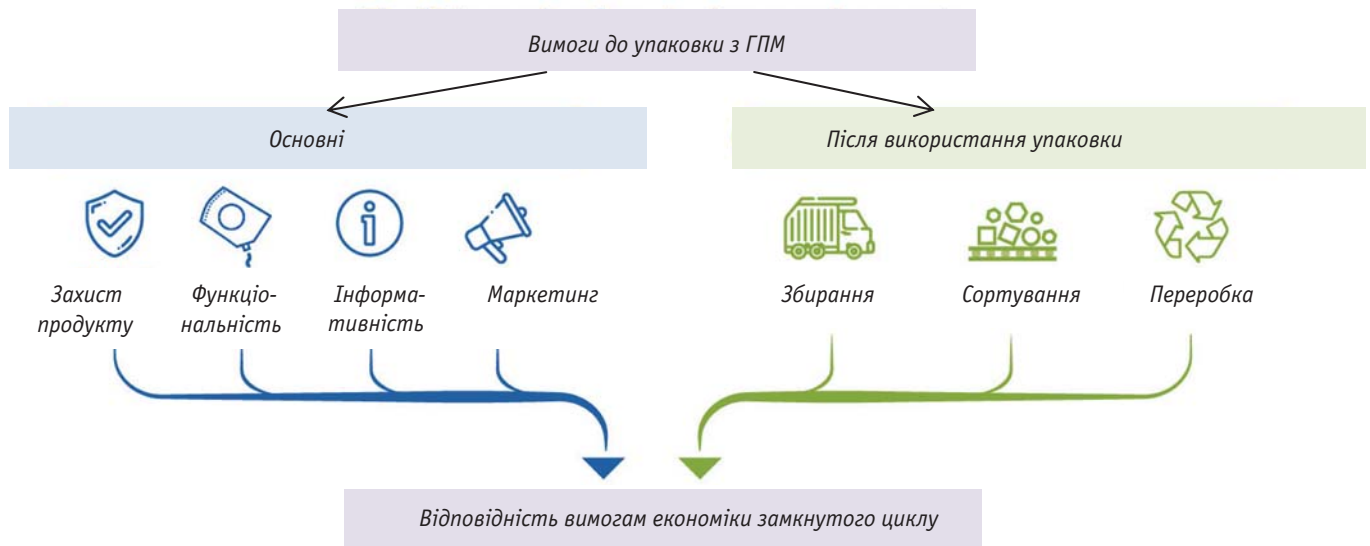 Вимоги до упаковки з ГПМ
Основні
Після використання упаковки
Захист
продукту
Функціо-
нальність
Інформа-
тивність
Маркетинг
Збирання
Сортування
Переробка
Відповідність вимогам економіки замкнутого циклу